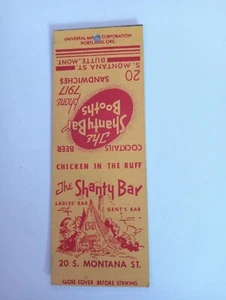 UNIVERSAL MATCH CORPORATION
PORTLAND, ORE.
20
S. MONTANA ST.
BUTTE, MONT.
Phone 7917
SANDWICHES
The
Shanty Bar
Booths
COCKTAILS
BEER
CHICKEN IN THE RUFF
The Shanty Bar
LADIES' BAR
GENT'S BAR
20 S. MONTANA ST.
CLOSE COVER BEFORE STRIKING